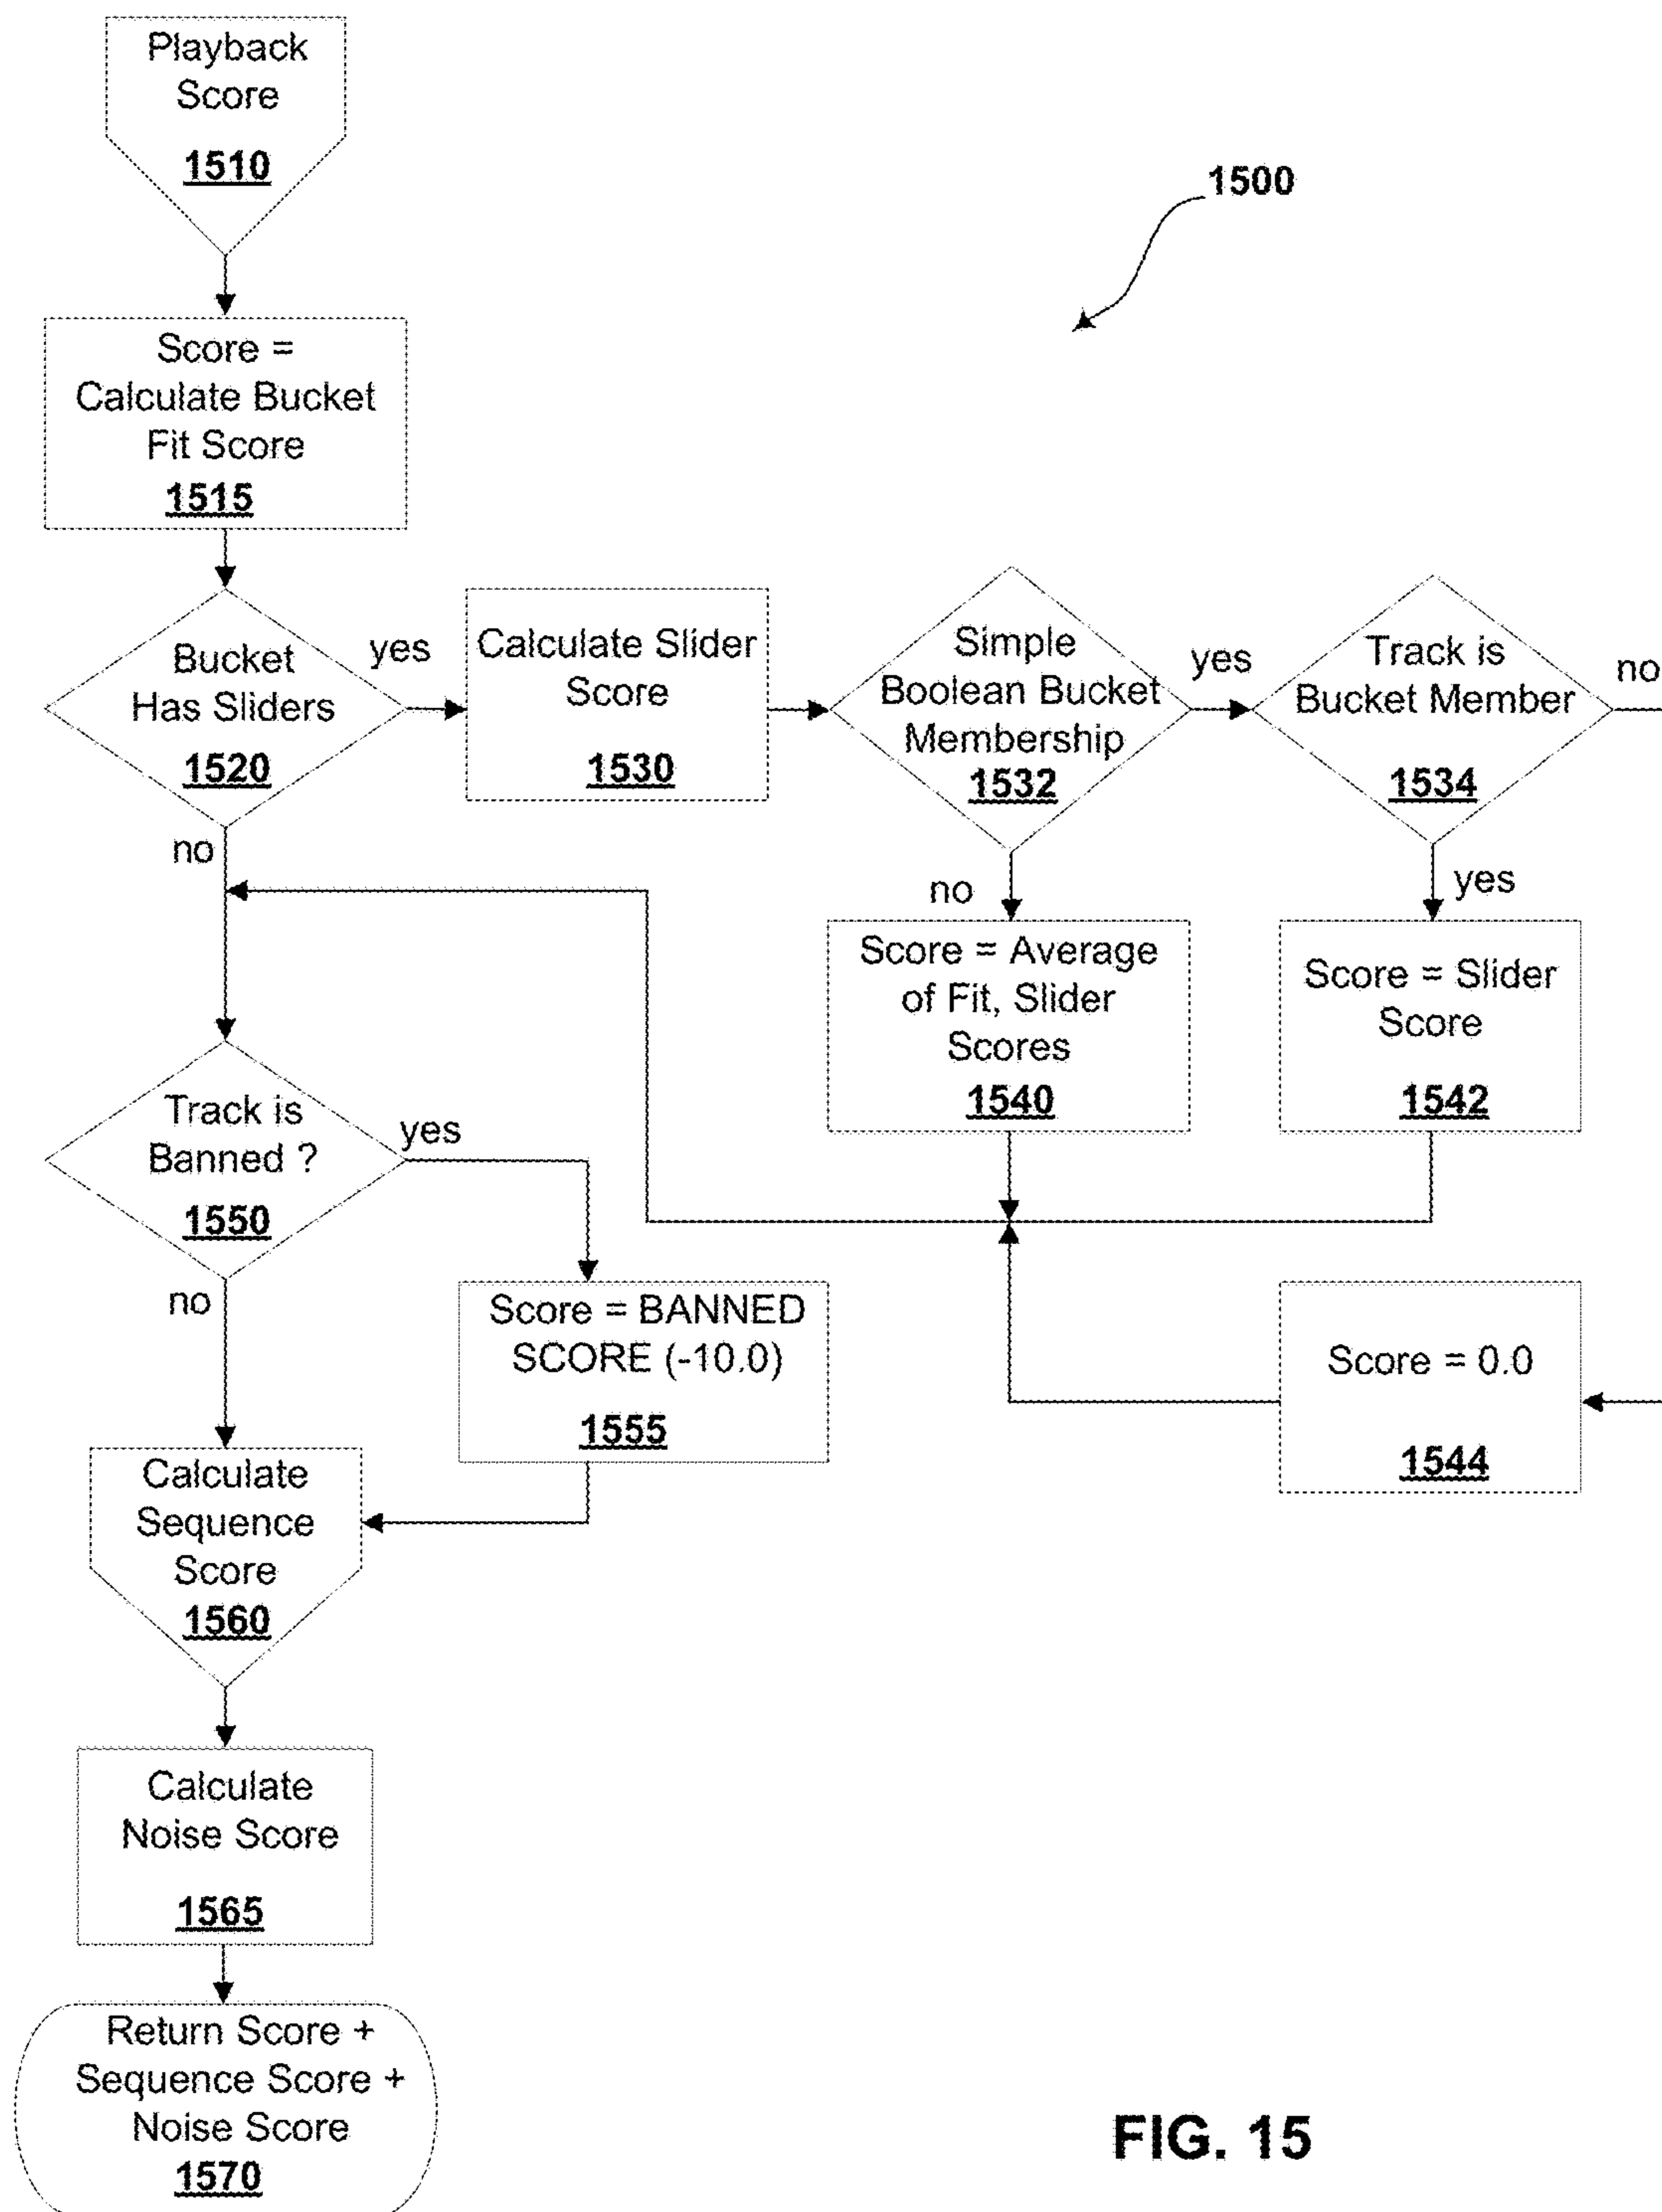 Playback
Score
1510
1500
Score =
Calculate Bucket
Fit Score
1515
Bucket
Has Sliders
1520
yes
no
Calculate Slider
Score
1530
Simple
Boolean Bucket
Membership
1532
yes
no
Track is
Bucket Member
1534
no
yes
Score = Average
of Fit, Slider
Scores
1540
Score = Slider
Score
1542
Score = 0.0
1544
Track is
Banned ?
1550
yes
no
Score = BANNED
SCORE (-10.0)
1555
Calculate
Sequence
Score
1560
Calculate
Noise Score
1565
Return Score +
Sequence Score +
Noise Score
1570
FIG. 15